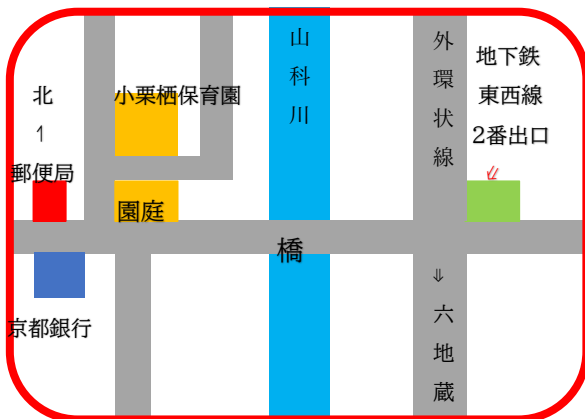 北
↑
郵便局
京都銀行
小栗栖保育園
園庭
山科川
橋
外環状線
⇓六地蔵
地下鉄
東西線
2番出口
⇙